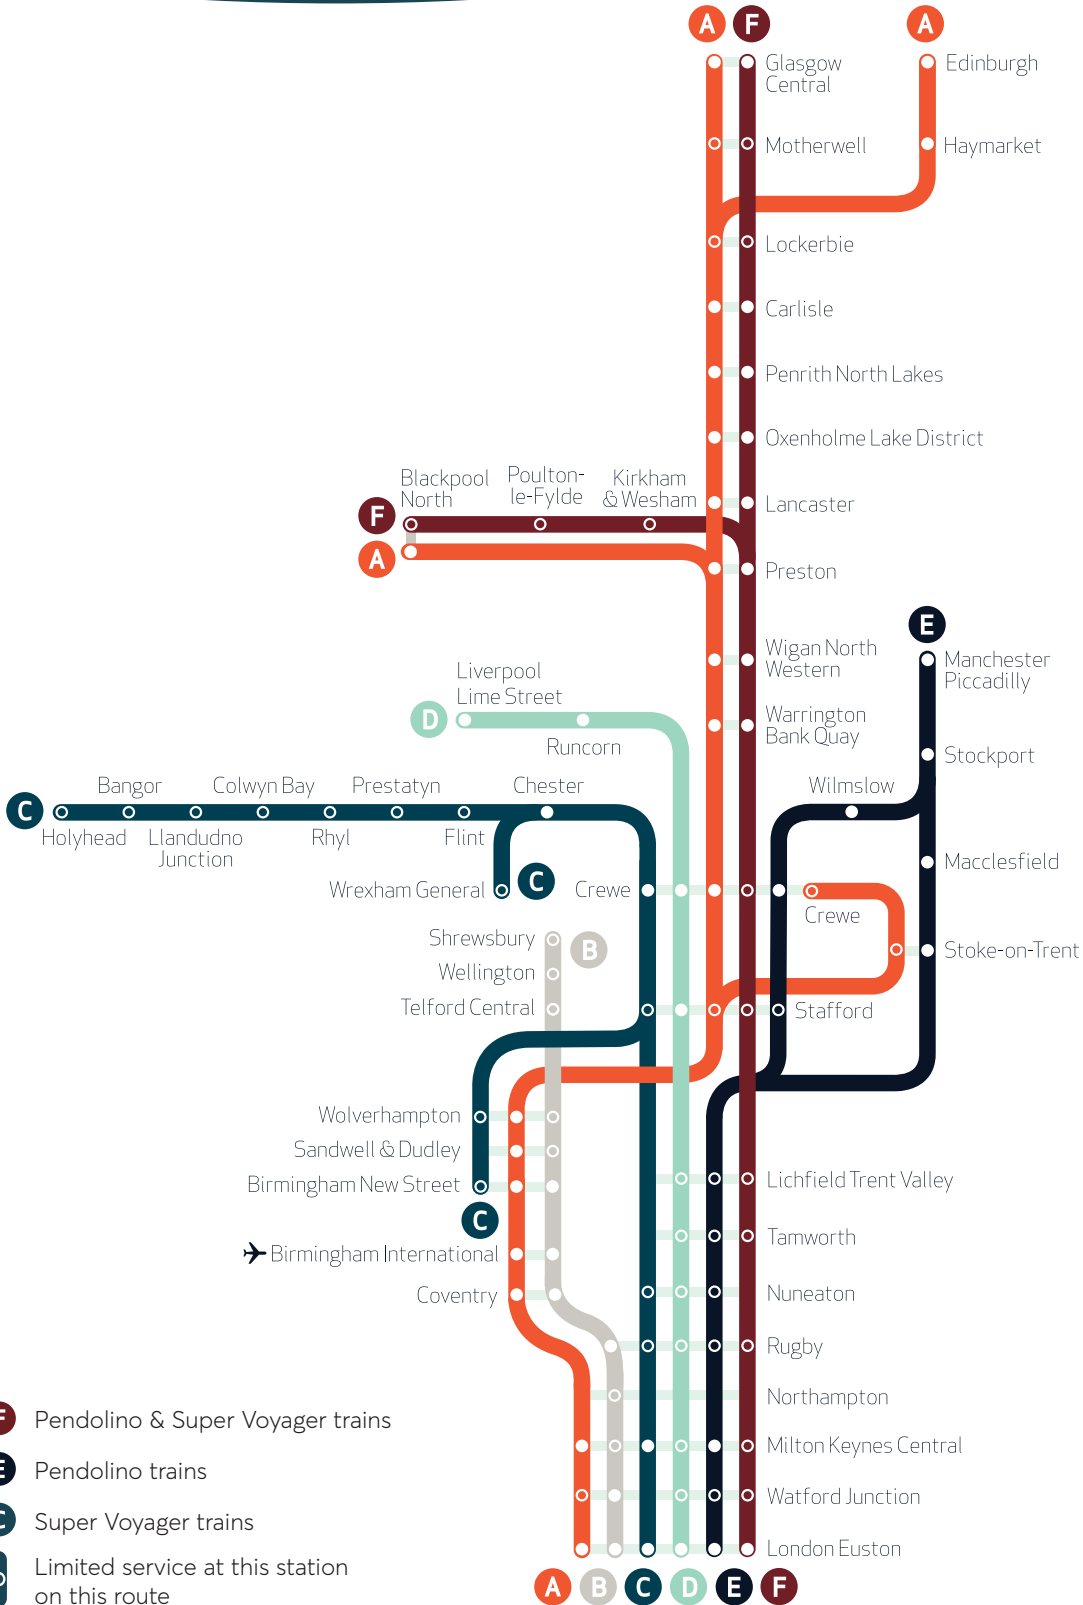 A F A
Glasgow
Central
Edinburgh
Motherwell
Haymarket
Lockerbie
Carlisle
Penrith North Lakes
Oxenholme Lake District
Blackpool
North
Poulton-
le-Fylde
Kirkham
& Wesham
Lancaster
F
A
Preston
E
Wigan North
Western
Manchester
Piccadilly
Liverpool
Lime Street
D
Runcorn
Warrington
Bank Quay
Stockport
Bangor
Colwyn Bay
Prestatyn
Chester
Wilmslow
C
Holyhead
Llandudno
Junction
Rhyl
Flint
Macclesfield
Wrexham General
C
Crewe
Crewe
Shrewsbury
B
Stoke-on-Trent
Wellington
Telford Central
Stafford
Wolverhampton
Sandwell & Dudley
Birmingham New Street
Lichfield Trent Valley
C
Tamworth
Birmingham International
Coventry
Nuneaton
Rugby
Northampton
Milton Keynes Central
Watford Junction
London Euston
A B C D E F
F Pendolino & Super Voyager trains
E Pendolino trains
C Super Voyager trains
Limited service at this station
on this route